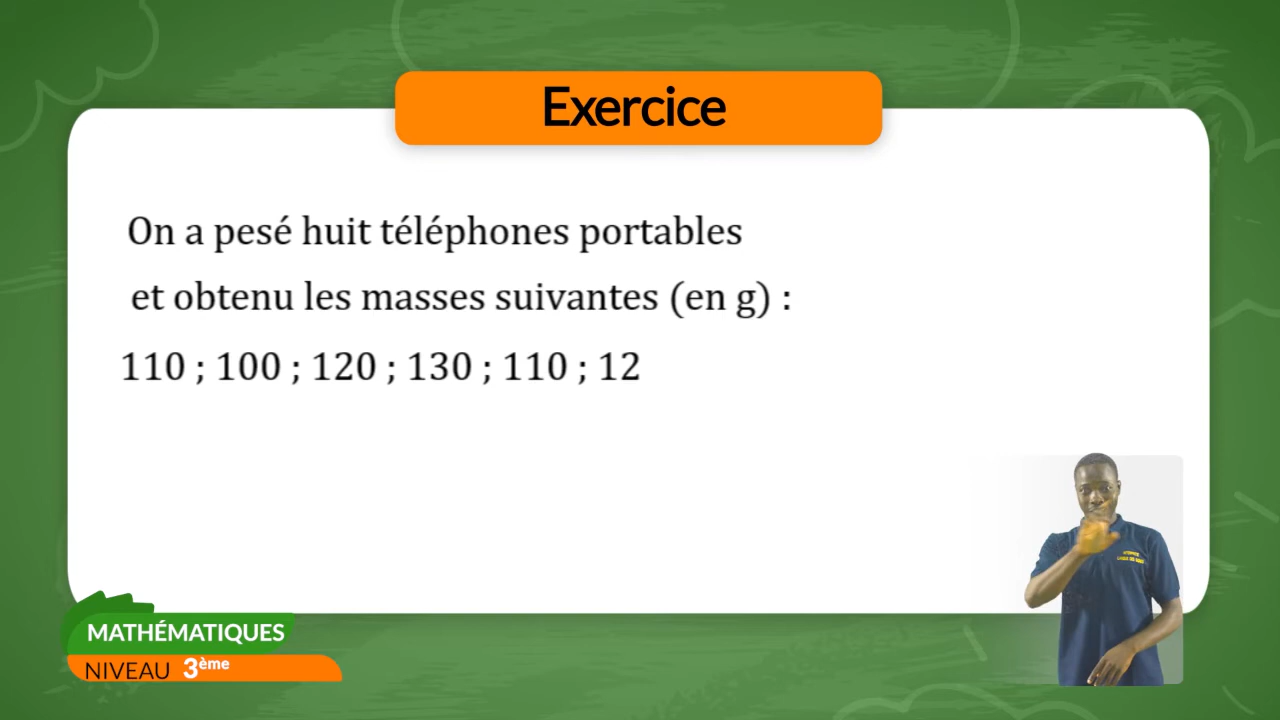 Exercice
On a pesé huit téléphones portables
et obtenu les masses suivantes (en g) :
110 ; 100 ; 120 ; 130 ; 110 ; 12
MATHÉMATIQUES
NIVEAU 3ème